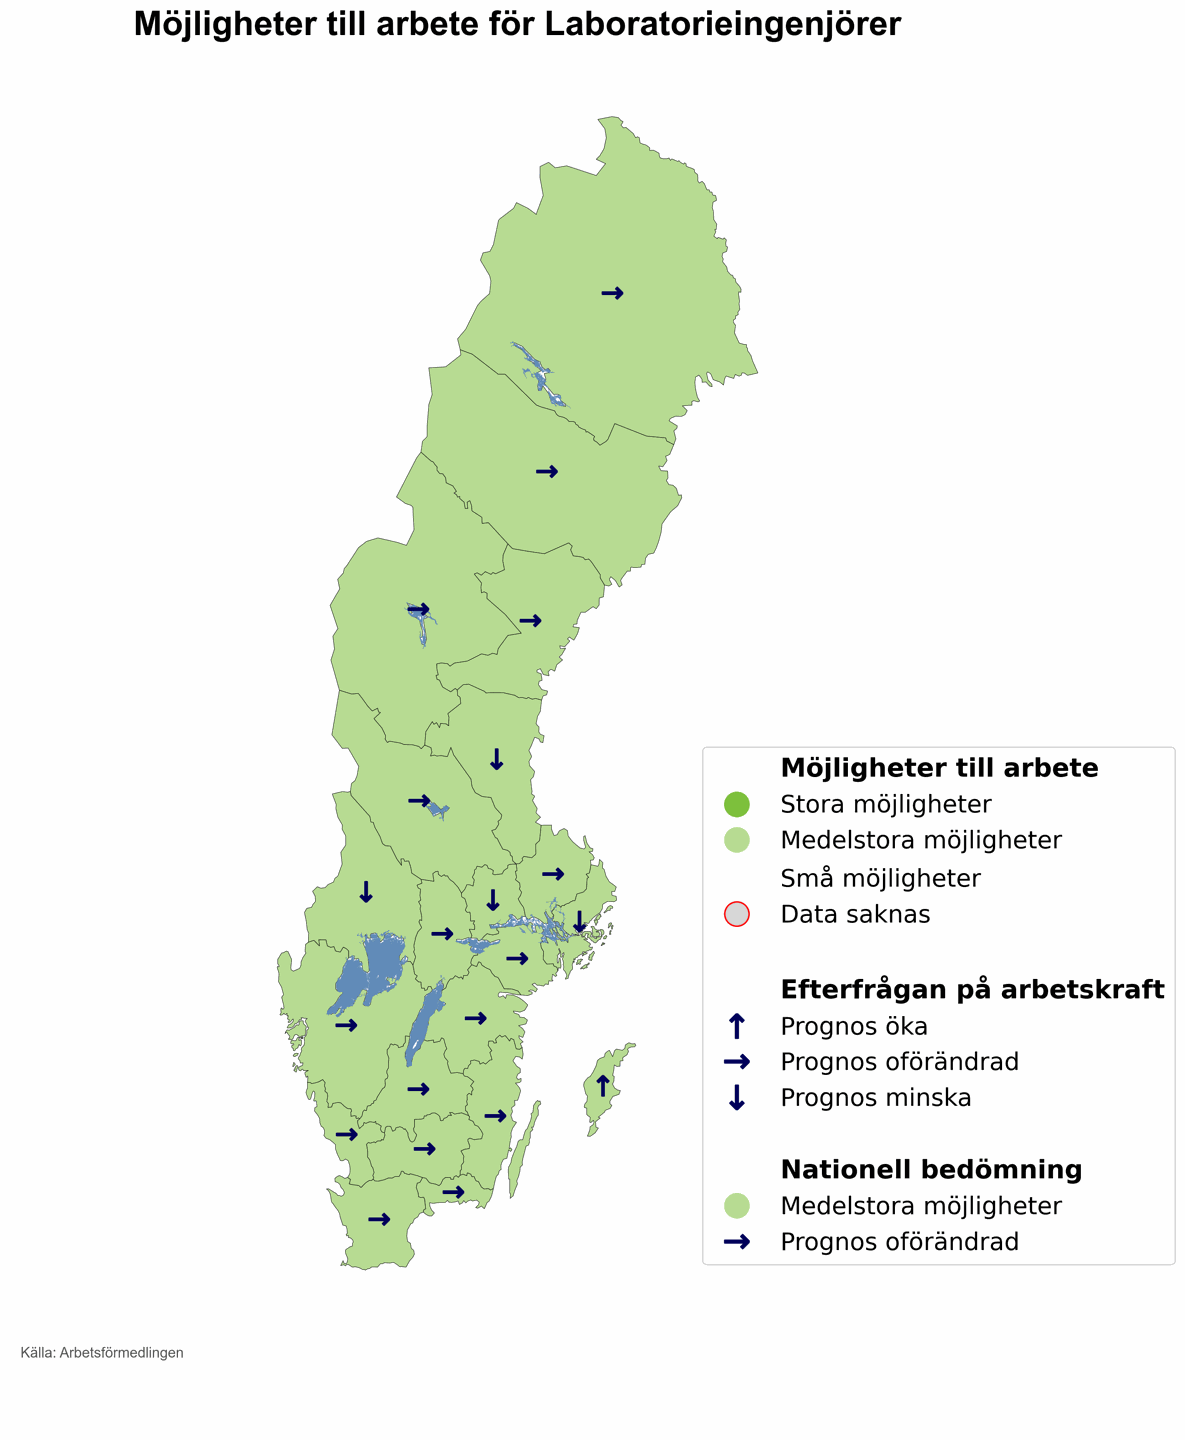 Möjligheter till arbete för Laboratorieingenjörer
Möjligheter till arbete
Stora möjligheter
Medelstora möjligheter
Små möjligheter
Data saknas
Efterfrågan på arbetskraft
Prognos öka
Prognos oförändrad
Prognos minska
Nationell bedömning
Medelstora möjligheter
Prognos oförändrad
Källa: Arbetsförmedlingen